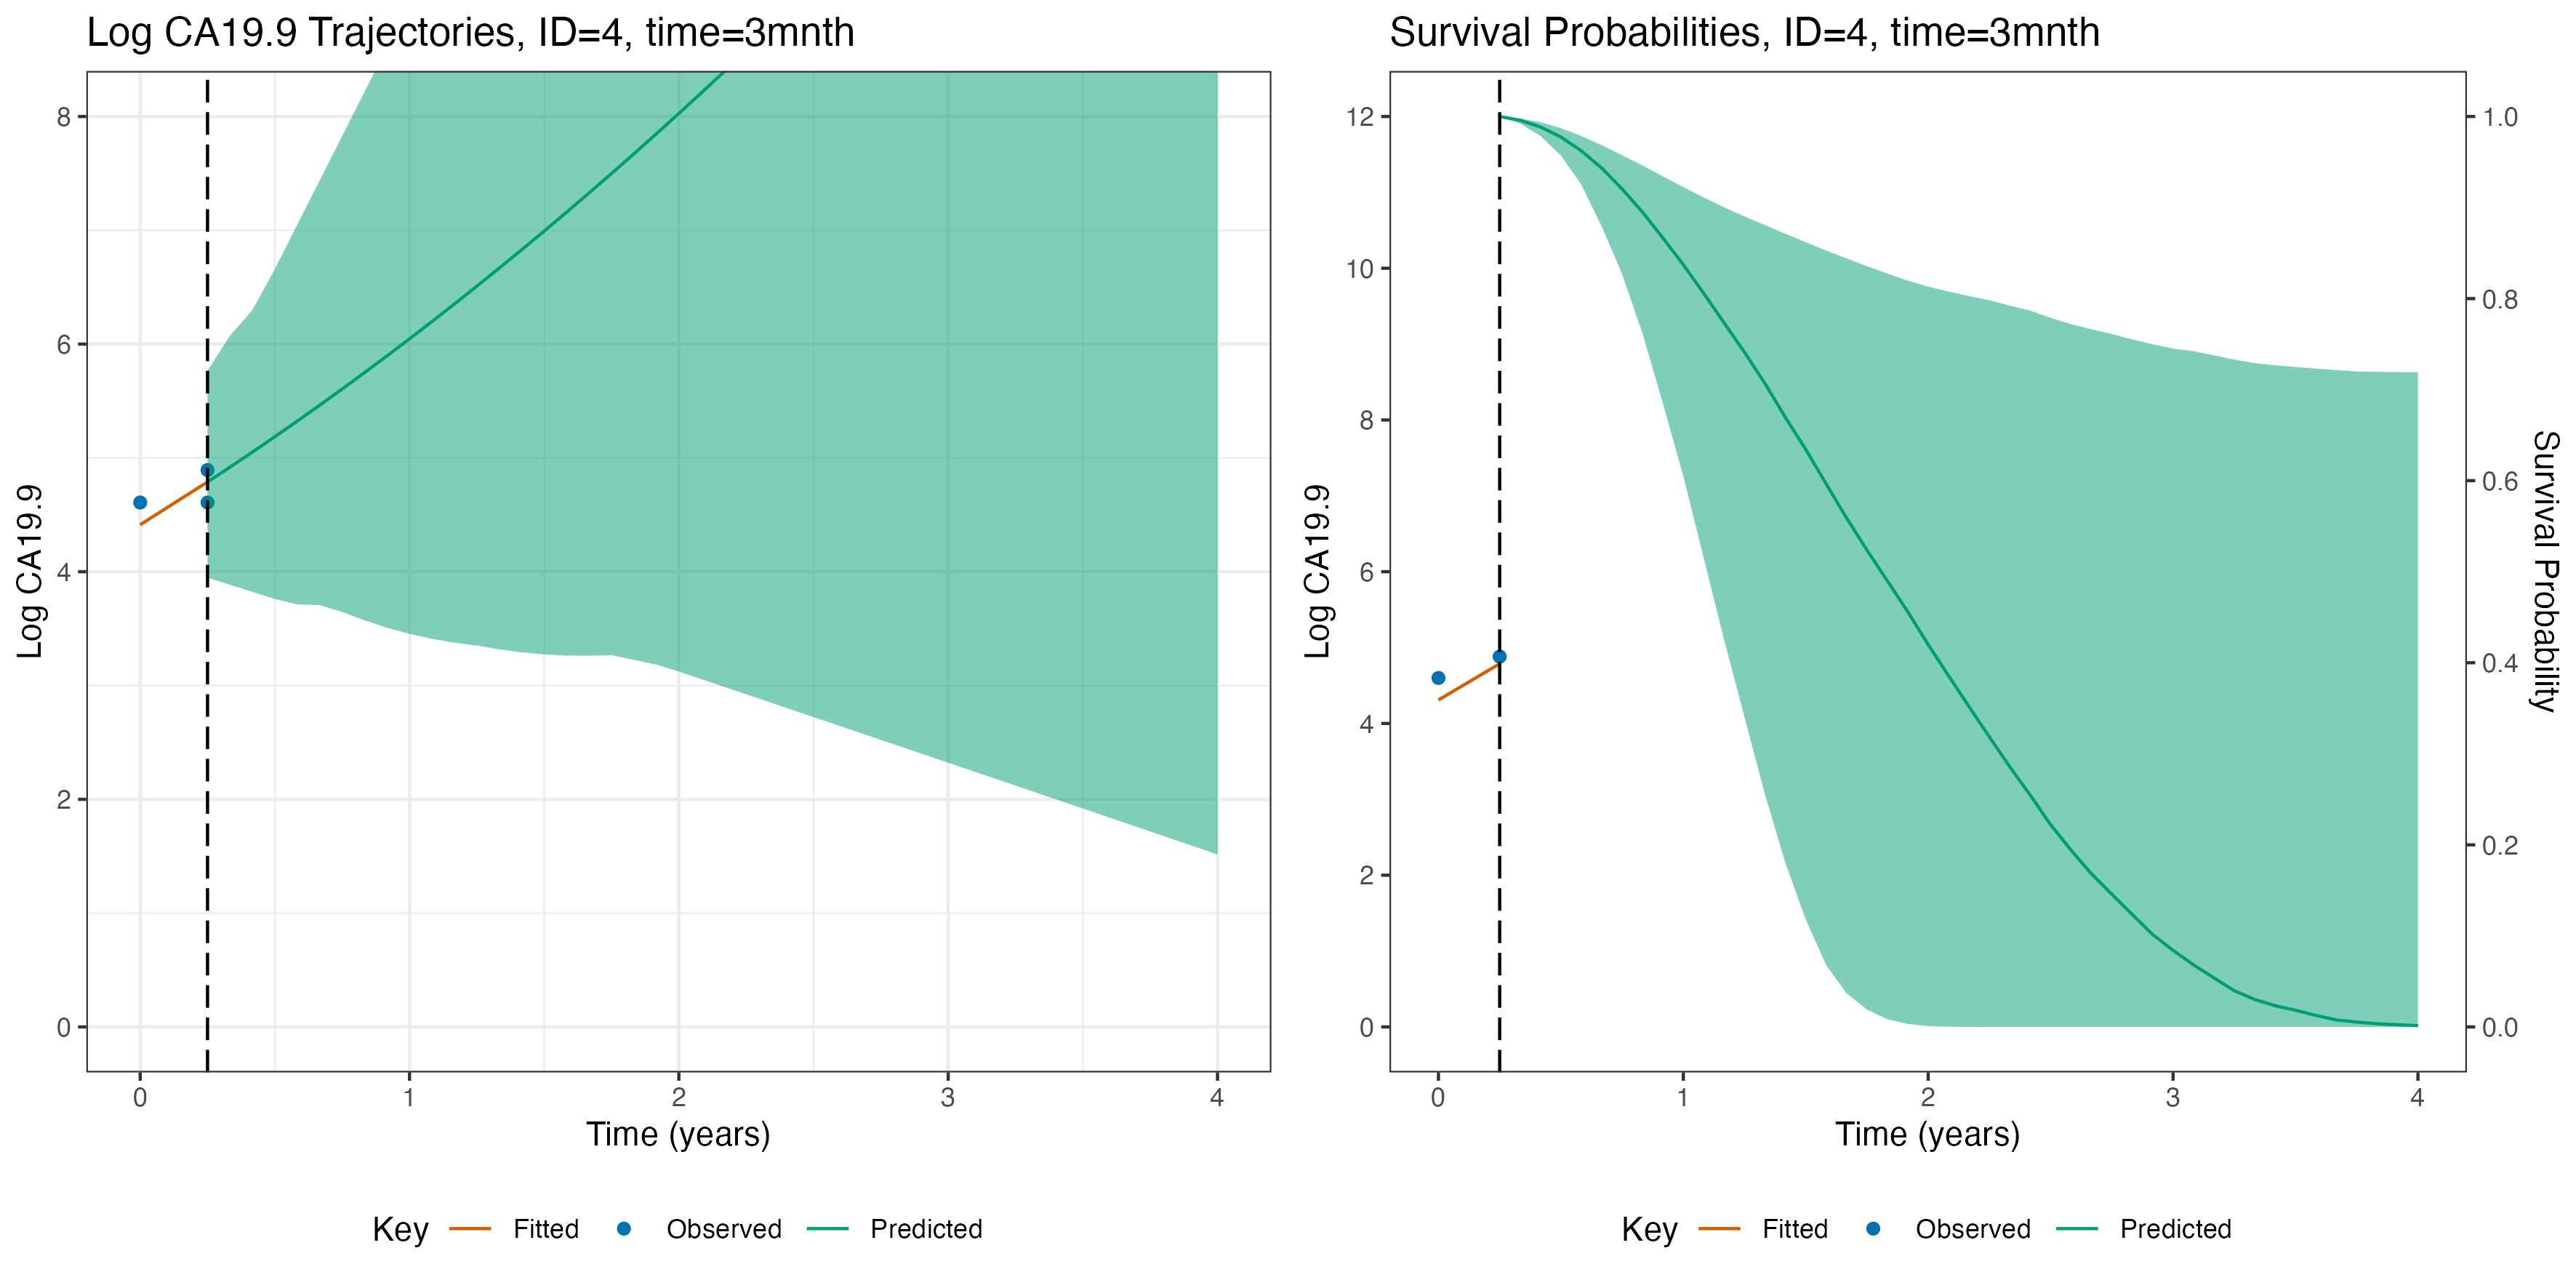 Log CA19.9 Trajectories, ID=4, time=3mnth
Log CA19.9
8
6
4
2
0
0 1 2 3 4
Time (years)
Key Fitted Observed Predicted
Survival Probabilities, ID=4, time=3mnth
Log CA19.9
12
10
8
6
4
2
0
1.0
0.8
0.6
0.4
0.2
0.0
Survival Probability
0 1 2 3 4
Time (years)
Key Fitted Observed Predicted